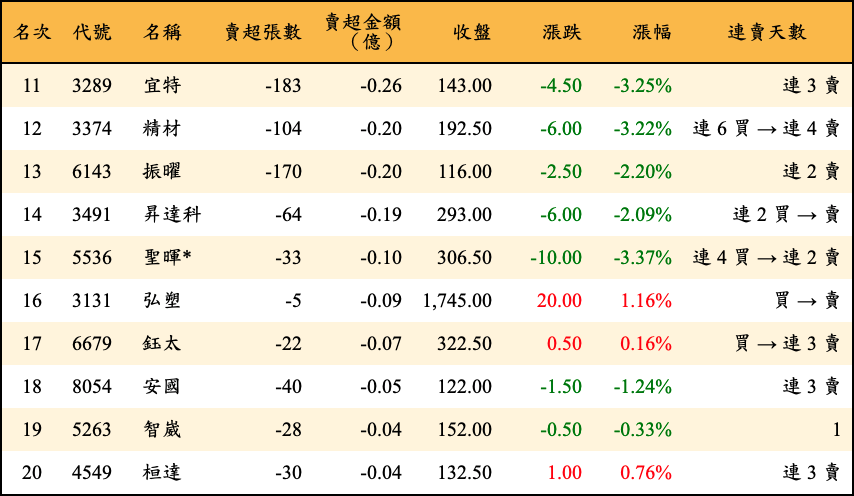 名次 代號 名稱 賣超張數 賣超金額（億） 收盤 漲跌 漲幅 連賣天數
11 3289 宜特 -183 -0.26 143.00 -4.50 -3.25% 連 3 賣
12 3374 精材 -104 -0.20 192.50 -6.00 -3.22% 連 6 買 → 連 4 賣
13 6143 振曜 -170 -0.20 116.00 -2.50 -2.20% 連 2 賣
14 3491 昇達科 -64 -0.19 293.00 -6.00 -2.09% 連 2 買 → 賣
15 5536 聖暉* -33 -0.10 306.50 -10.00 -3.37% 連 4 買 → 連 2 賣
16 3131 弘塑 -5 -0.09 1,745.00 20.00 1.16% 買 → 賣
17 6679 鈺太 -22 -0.07 322.50 0.50 0.16% 買 → 連 3 賣
18 8054 安國 -40 -0.05 122.00 -1.50 -1.24% 連 3 賣
19 5263 智崴 -28 -0.04 152.00 -0.50 -0.33% 1
20 4549 桓達 -30 -0.04 132.50 1.00 0.76% 連 3 賣